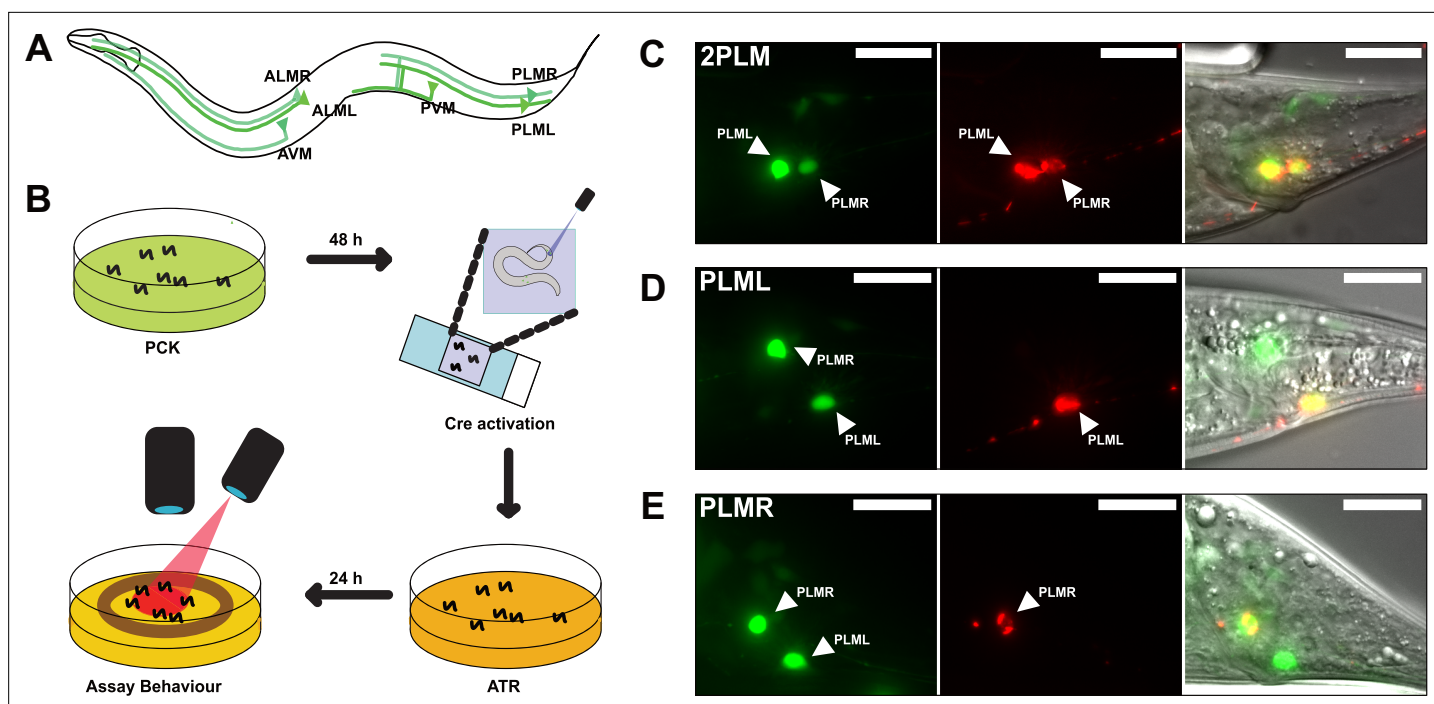 A
ALMR
ALML
AVM
PVM
PLMR
PLML
B
PCK
48 h
Cre activation
ATR
24 h
Assay Behaviour
C
2PLM
PLML
PLMR
PLML
PLMR
D
PLML
PLMR
PLML
PLML
E
PLMR
PLMR
PLML
PLMR